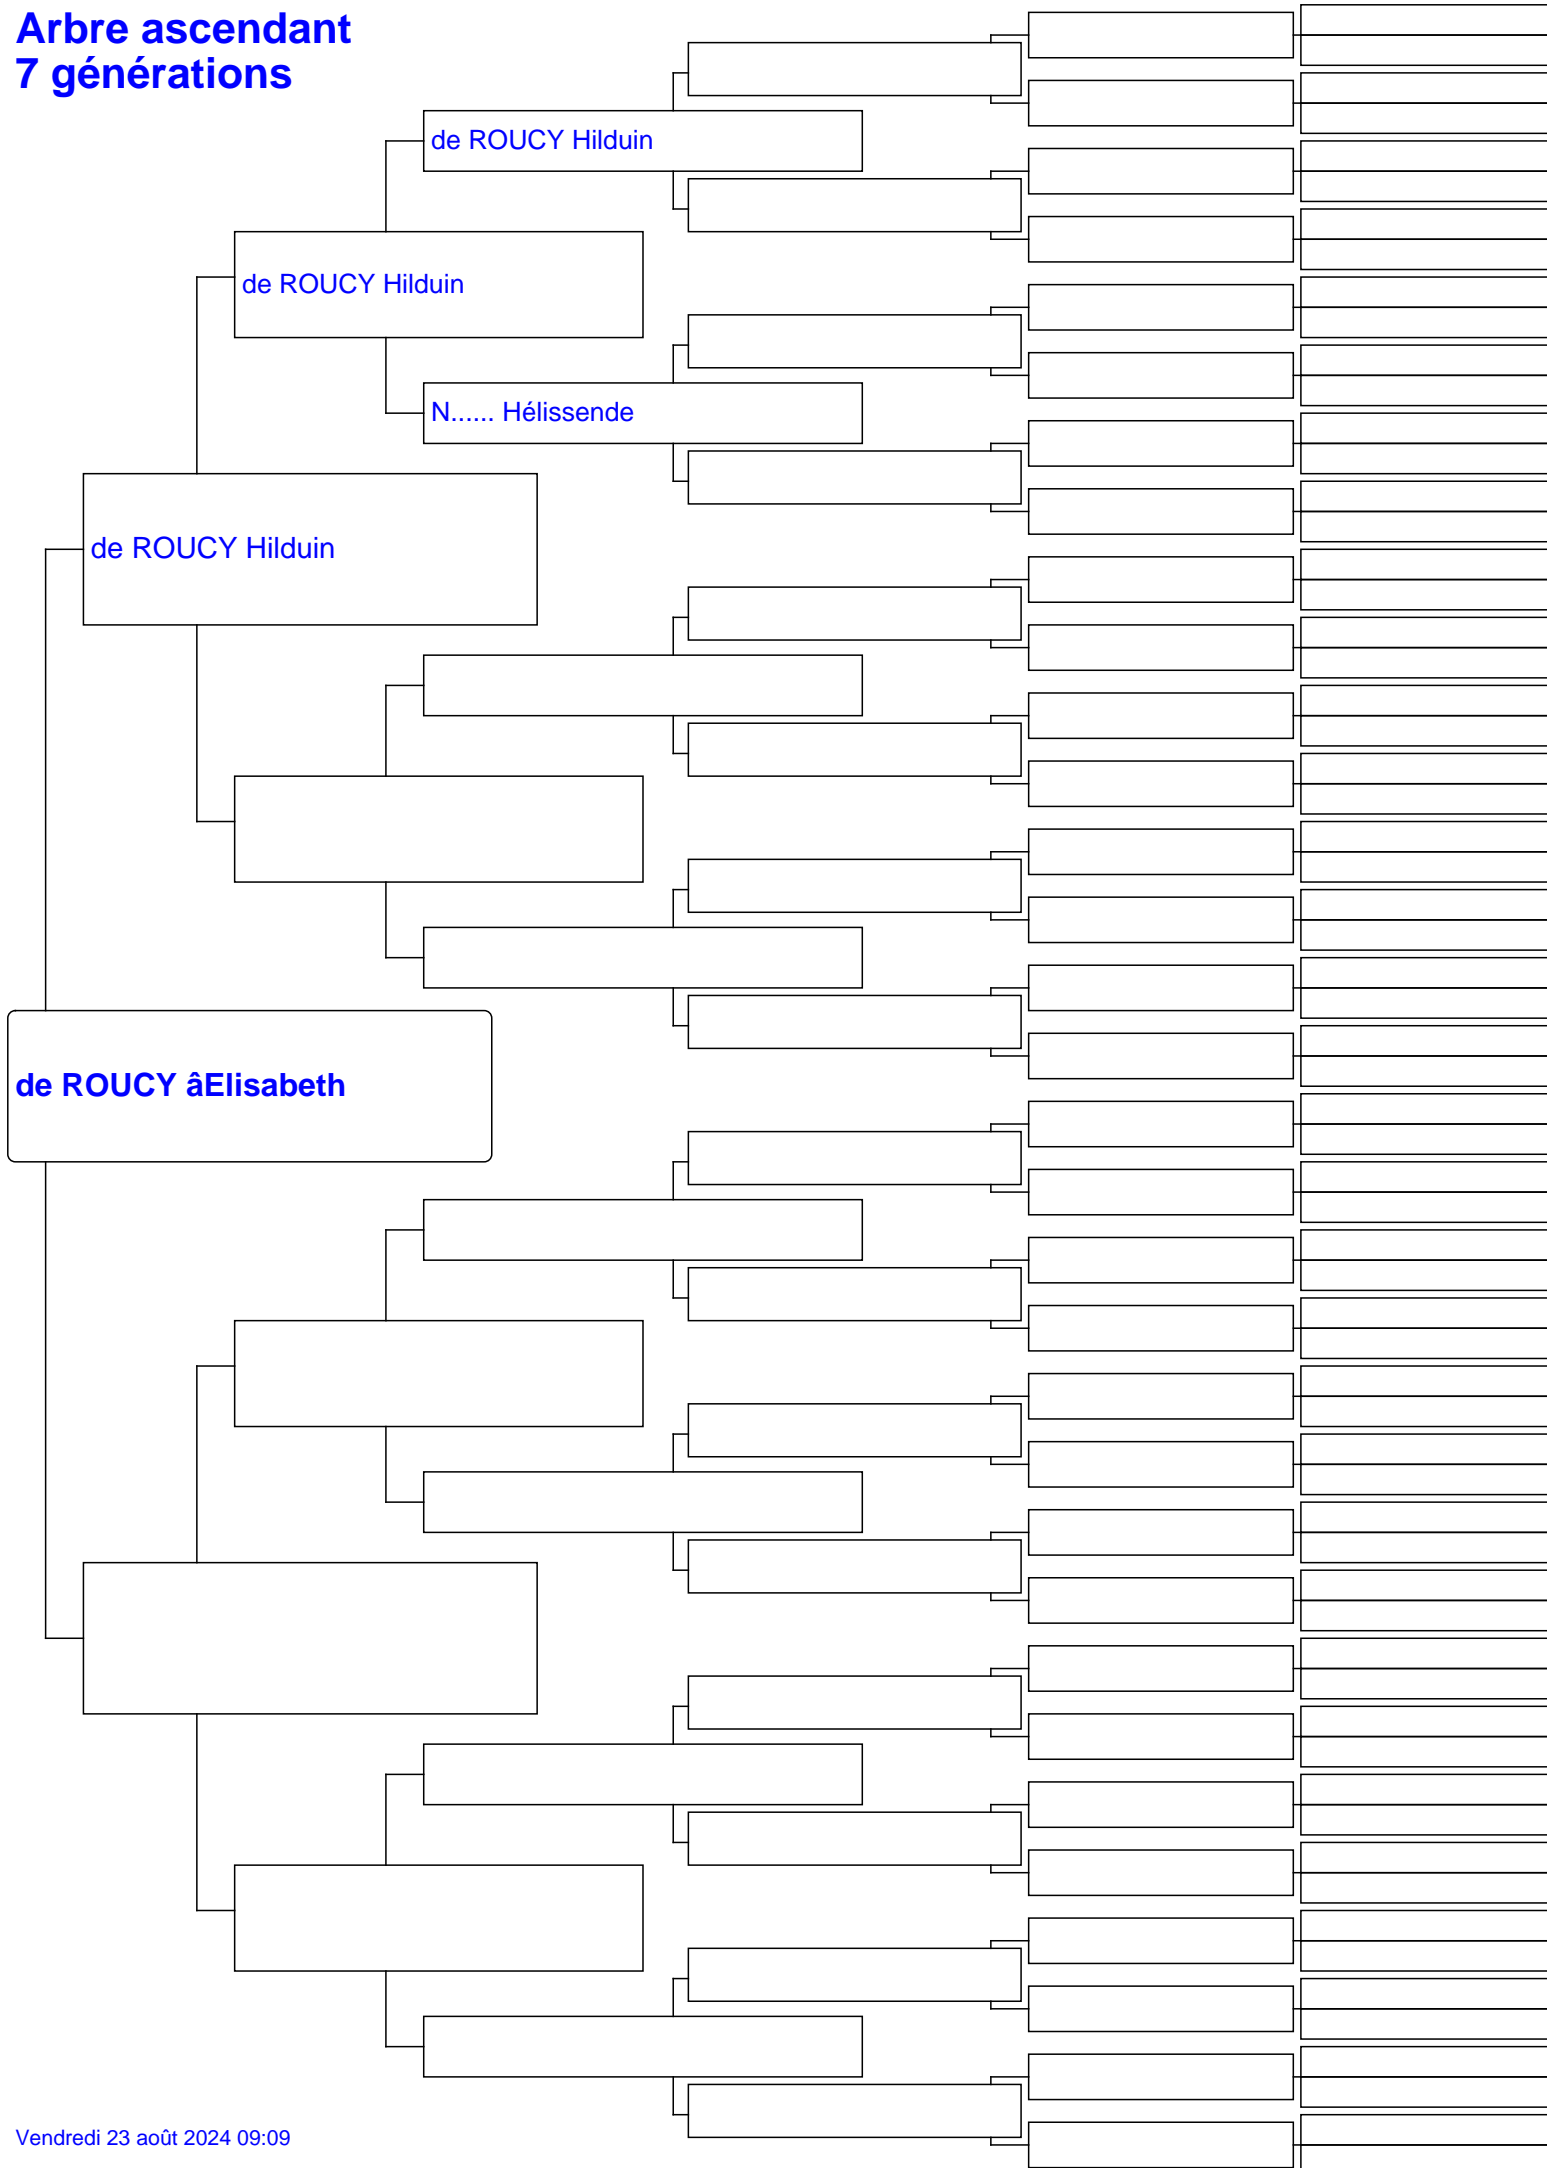 Arbre ascendant
7 générations
de ROUCY Hilduin
de ROUCY Hilduin
N...... Hélissende
de ROUCY Hilduin
de ROUCY âElisabeth
Vendredi 23 août 2024 09:09